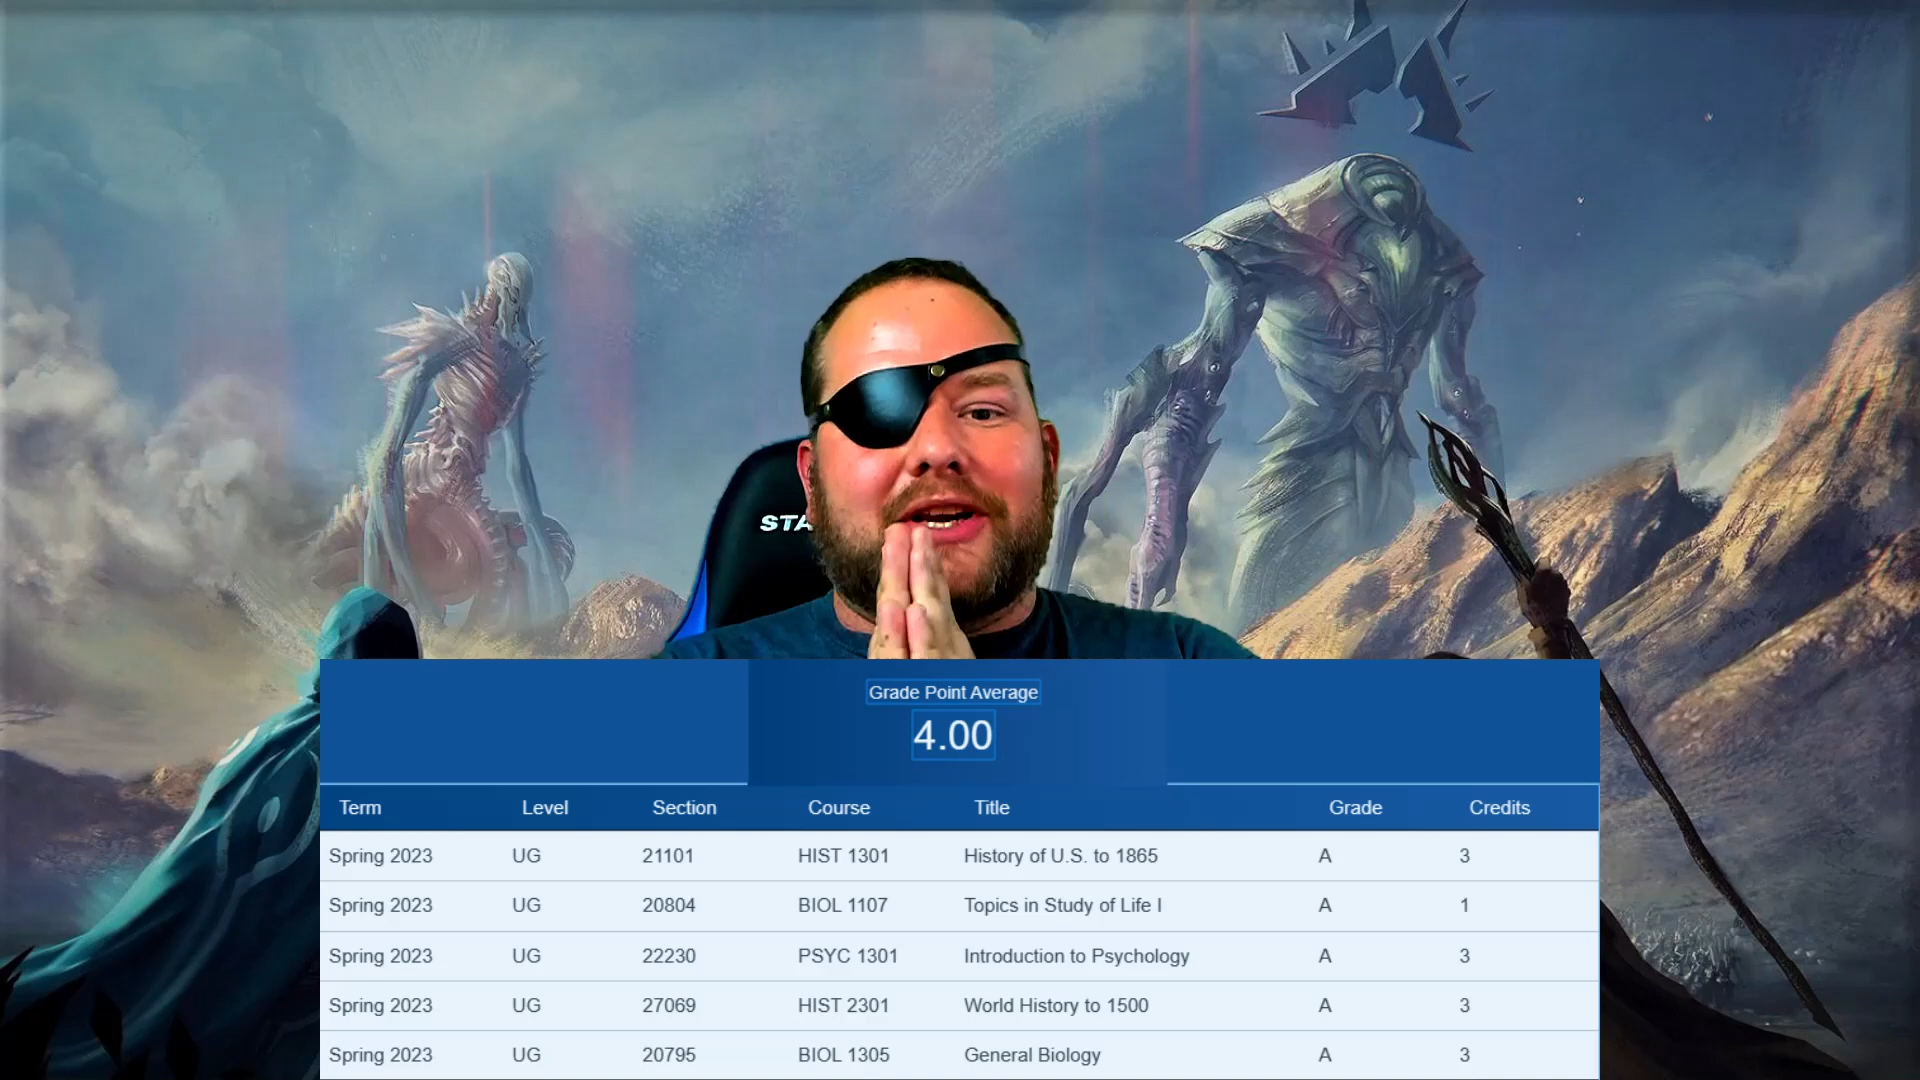 STA
Grade Point Average
4.00
Term Level Section Course Title Grade Credits
Spring 2023 UG 21101 HIST 1301 History of U.S. to 1865 A 3
Spring 2023 UG 20804 BIOL 1107 Topics in Study of Life I A 1
Spring 2023 UG 22230 PSYC 1301 Introduction to Psychology A 3
Spring 2023 UG 27069 HIST 2301 World History to 1500 A 3
Spring 2023 UG 20795 BIOL 1305 General Biology A 3